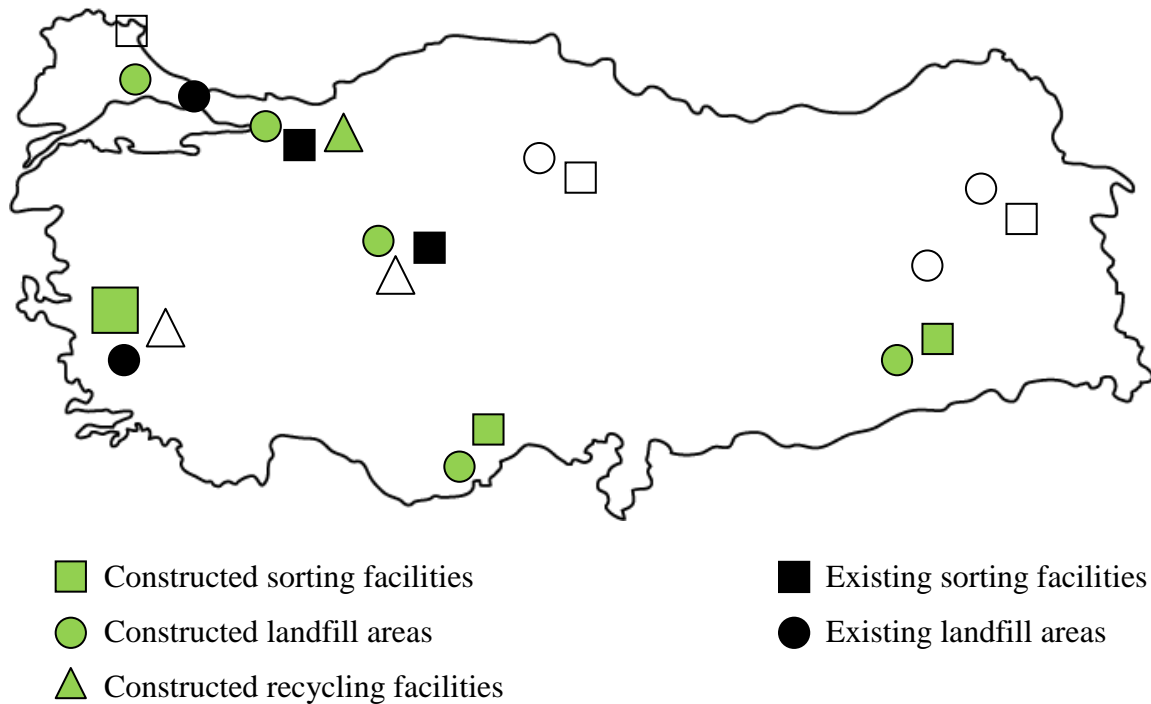 Constructed sorting facilities
Existing sorting facilities
Constructed landfill areas
Existing landfill areas
Constructed recycling facilities